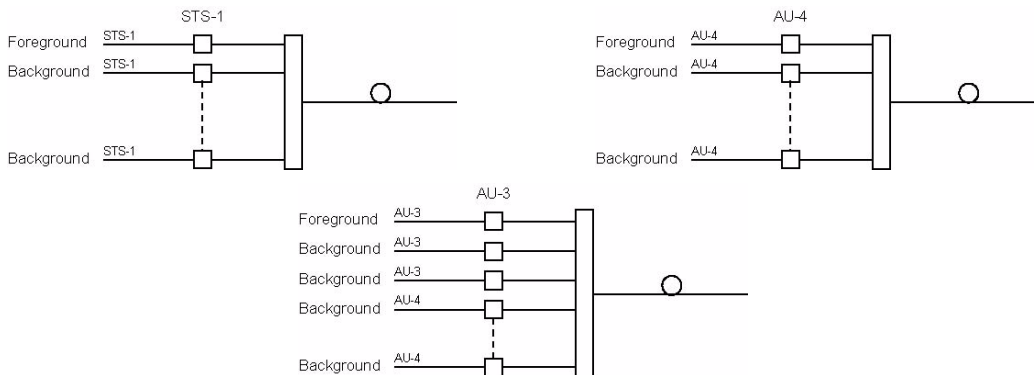 STS-1
Foreground STS-1
Background STS-1
Background STS-1
AU-4
Foreground AU-4
Background AU-4
Background AU-4
AU-3
Foreground AU-3
Background AU-3
Background AU-3
Background AU-4
Background AU-4